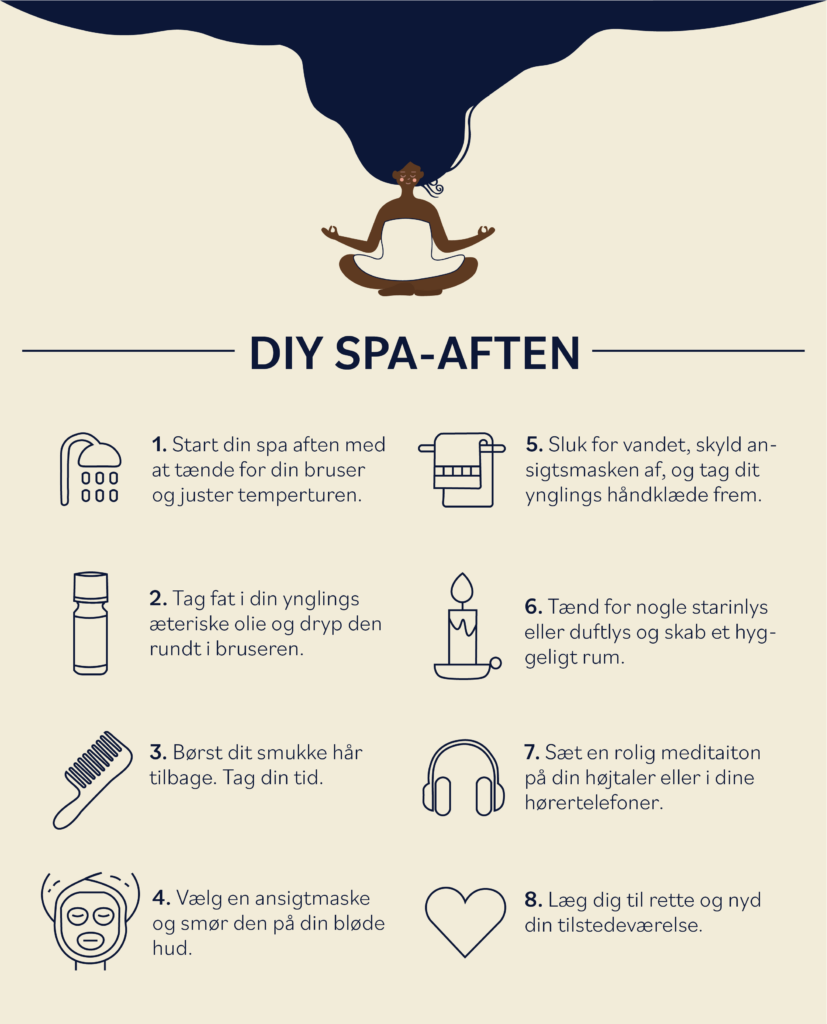 DIY SPA-AFTEN
1. Start din spa aften med
at tænde for din bruser
og juster temperturen.
2. Tag fat i din ynglings
æteriske olie og dryp den
rundt i bruseren.
3. Børst dit smukke hår
tilbage. Tag din tid.
4. Vælg en ansigtmaske
og smør den på din bløde
hud.
5. Sluk for vandet, skyld an-
sigtsmasken af, og tag dit
ynglings håndklæde frem.
6. Tænd for nogle starinlys
eller duftlys og skab et hyg-
geligt rum.
7. Sæt en rolig meditaiton
på din højtaler eller i dine
hørertelefoner.
8. Læg dig til rette og nyd
din tilstedeværelse.